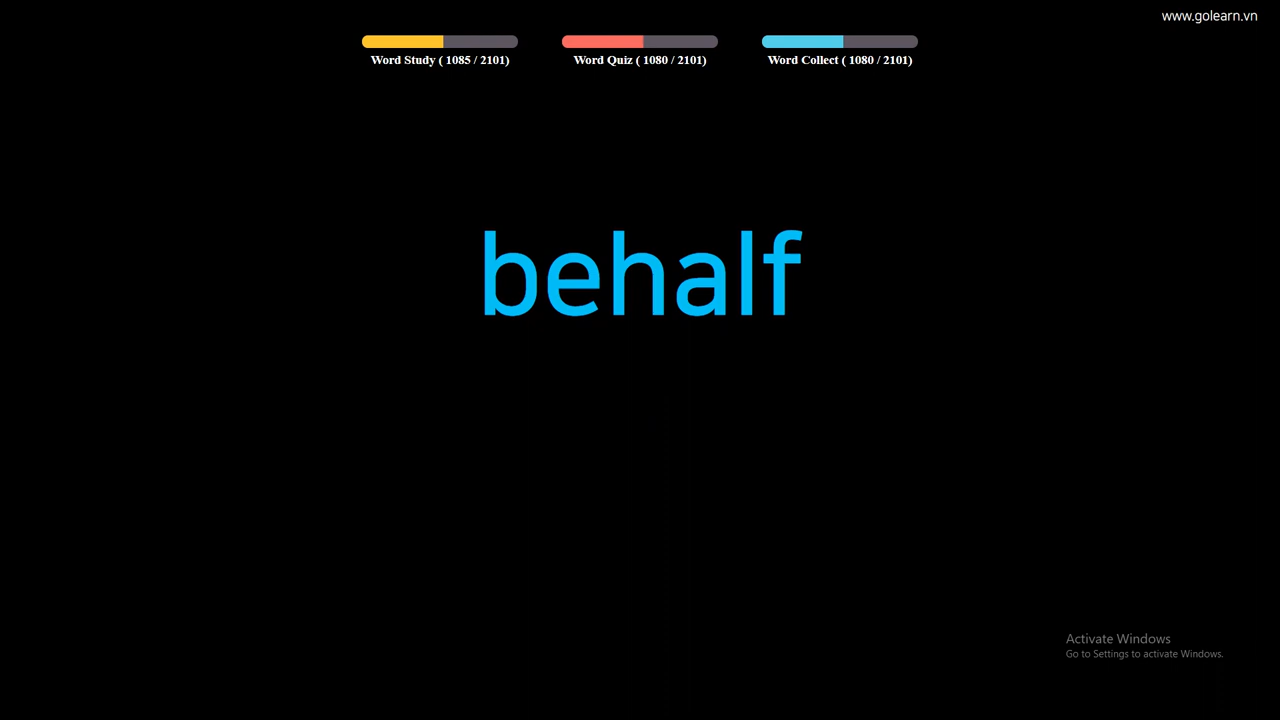 www.golearn.vn
Word Study ( 1085 / 2101)
Word Quiz ( 1080 / 2101)
Word Collect ( 1080 / 2101)
behalf
Activate Windows
Go to Settings to activate Windows.